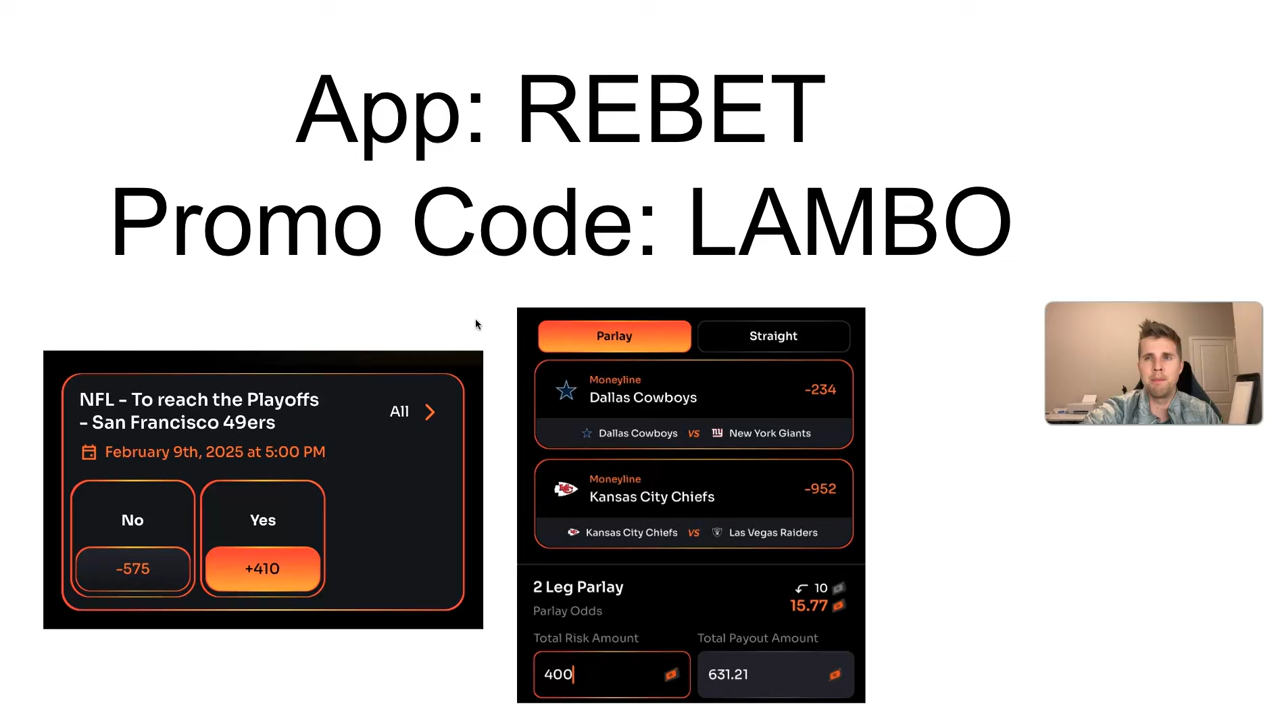 App: REBET
Promo Code: LAMBO
NFL - To reach the Playoffs
- San Francisco 49ers
All
February 9th, 2025 at 5:00 PM
No
Yes
-575
+410
Parlay
Straight
Moneyline
Dallas Cowboys
-234
Dallas Cowboys VS New York Giants
Moneyline
Kansas City Chiefs
-952
Kansas City Chiefs VS Las Vegas Raiders
2 Leg Parlay
10
Parlay Odds
15.77
Total Risk Amount
Total Payout Amount
400
631.21